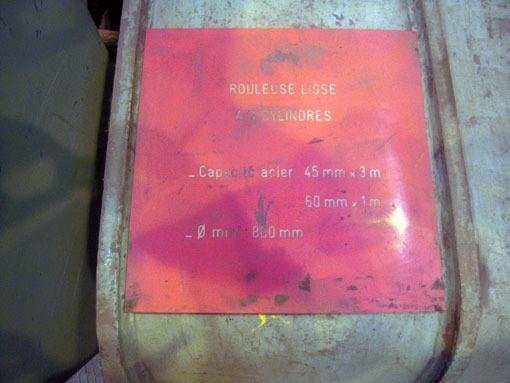 ROULEUSE LISSE
A CYLINDRES
_ Capacité acier 45 mm x 3 m
60 mm x 1 m
_ Ø mini 800 mm